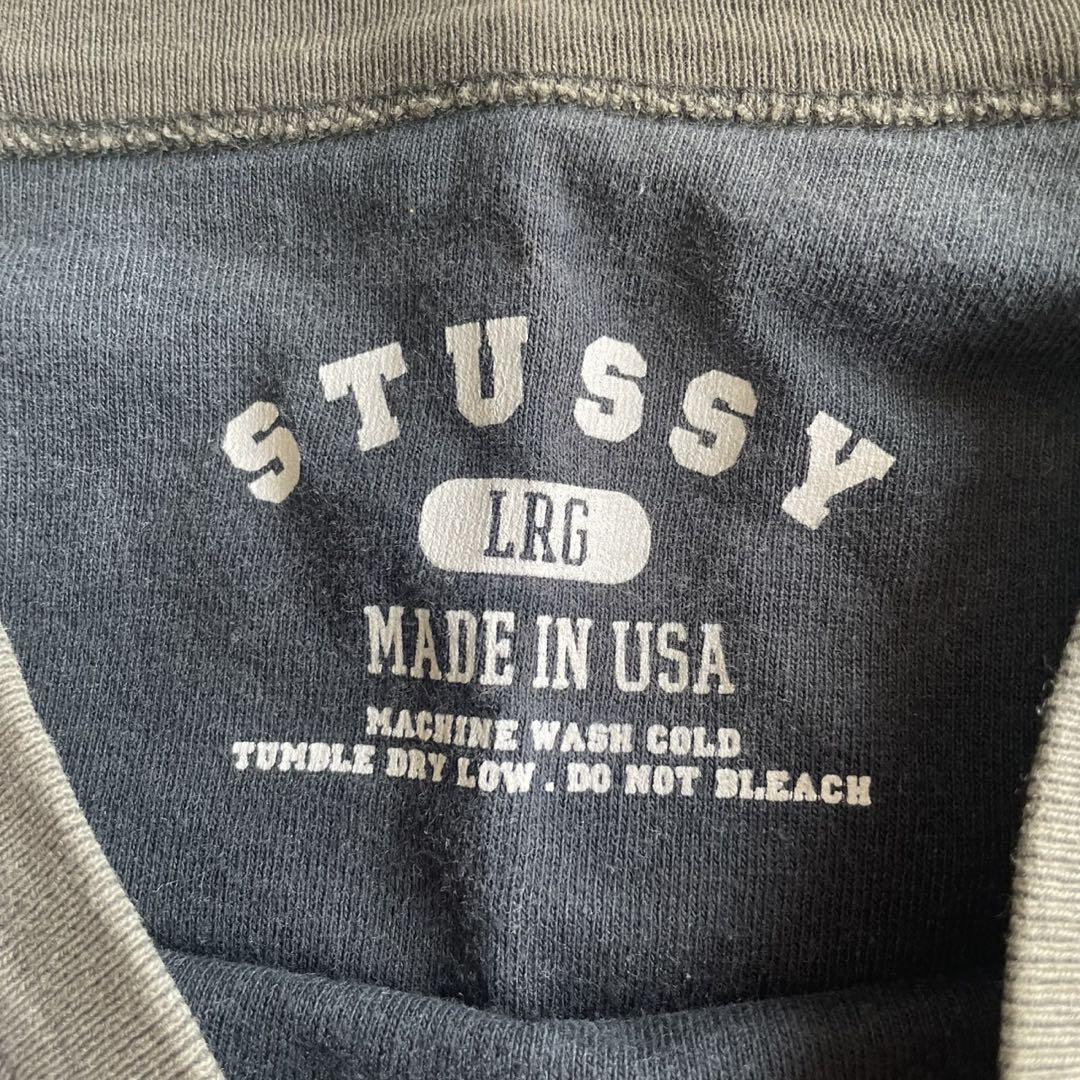 STUSSY
LRG
MADE IN USA
MACHINE WASH COLD
TUMBLE DRY LOW . DO NOT BLEACH